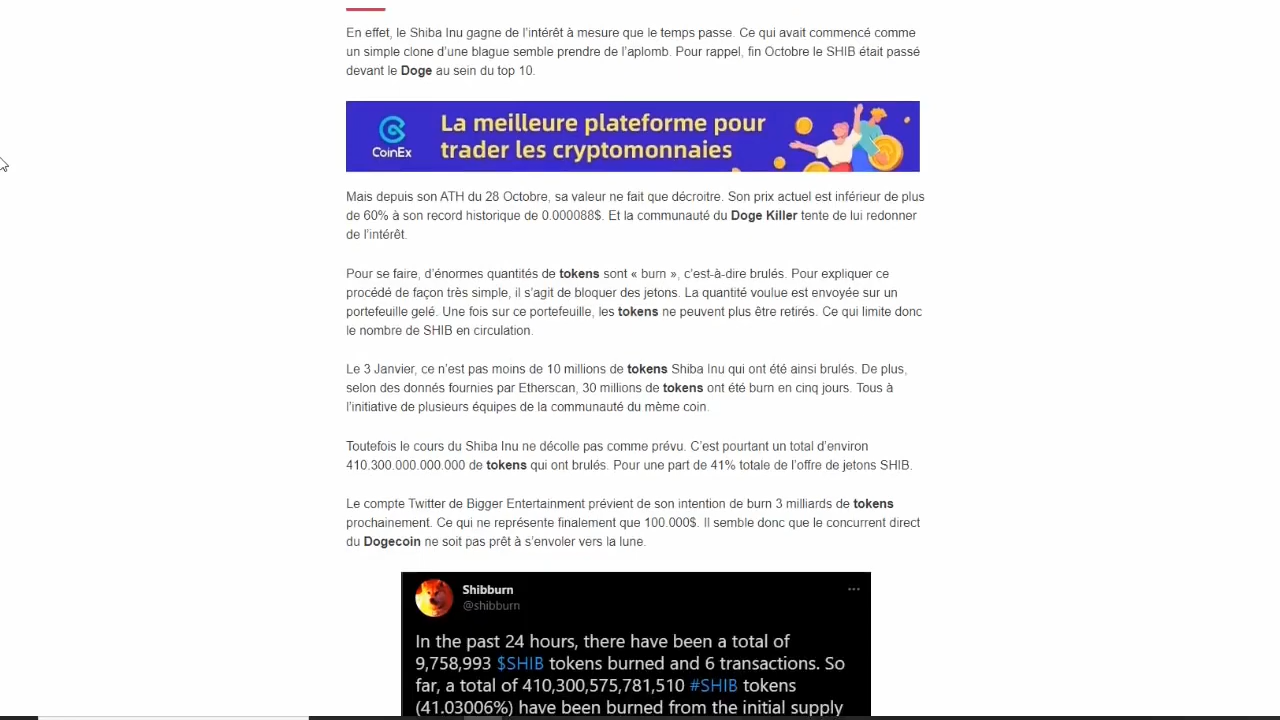 En effet, le Shiba Inu gagne de l'intérêt à mesure que le temps passe. Ce qui avait commencé comme
un simple clone d'une blague semble prendre de l'aplomb. Pour rappel, fin Octobre le SHIB était passé
devant le Doge au sein du top 10.
CoinEx
La meilleure plateforme pour
trader les cryptomonnaies
Mais depuis son ATH du 28 Octobre, sa valeur ne fait que décroitre. Son prix actuel est inférieur de plus
de 60% à son record historique de 0.000088$. Et la communauté du Doge Killer tente de lui redonner
de l'intérêt.
Pour se faire, d'énormes quantités de tokens sont « burn », c'est-à-dire brulés. Pour expliquer ce
procédé de façon très simple, il s'agit de bloquer des jetons. La quantité voulue est envoyée sur un
portefeuille gelé. Une fois sur ce portefeuille, les tokens ne peuvent plus être retirés. Ce qui limite donc
le nombre de SHIB en circulation.
Le 3 Janvier, ce n'est pas moins de 10 millions de tokens Shiba Inu qui ont été ainsi brulés. De plus,
selon des donnés fournies par Etherscan, 30 millions de tokens ont été burn en cinq jours. Tous à
l'initiative de plusieurs équipes de la communauté du mème coin.
Toutefois le cours du Shiba Inu ne décolle pas comme prévu. C'est pourtant un total d'environ
410.300.000.000.000 de tokens qui ont brulés. Pour une part de 41% totale de l'offre de jetons SHIB.
Le compte Twitter de Bigger Entertainment prévient de son intention de burn 3 milliards de tokens
prochainement. Ce qui ne représente finalement que 100.000$. Il semble donc que le concurrent direct
du Dogecoin ne soit pas prêt à s'envoler vers la lune.
Shibburn
@shibburn
In the past 24 hours, there have been a total of
9,758,993 $SHIB tokens burned and 6 transactions. So
far, a total of 410,300,575,781,510 #SHIB tokens
(41.03006%) have been burned from the initial supply